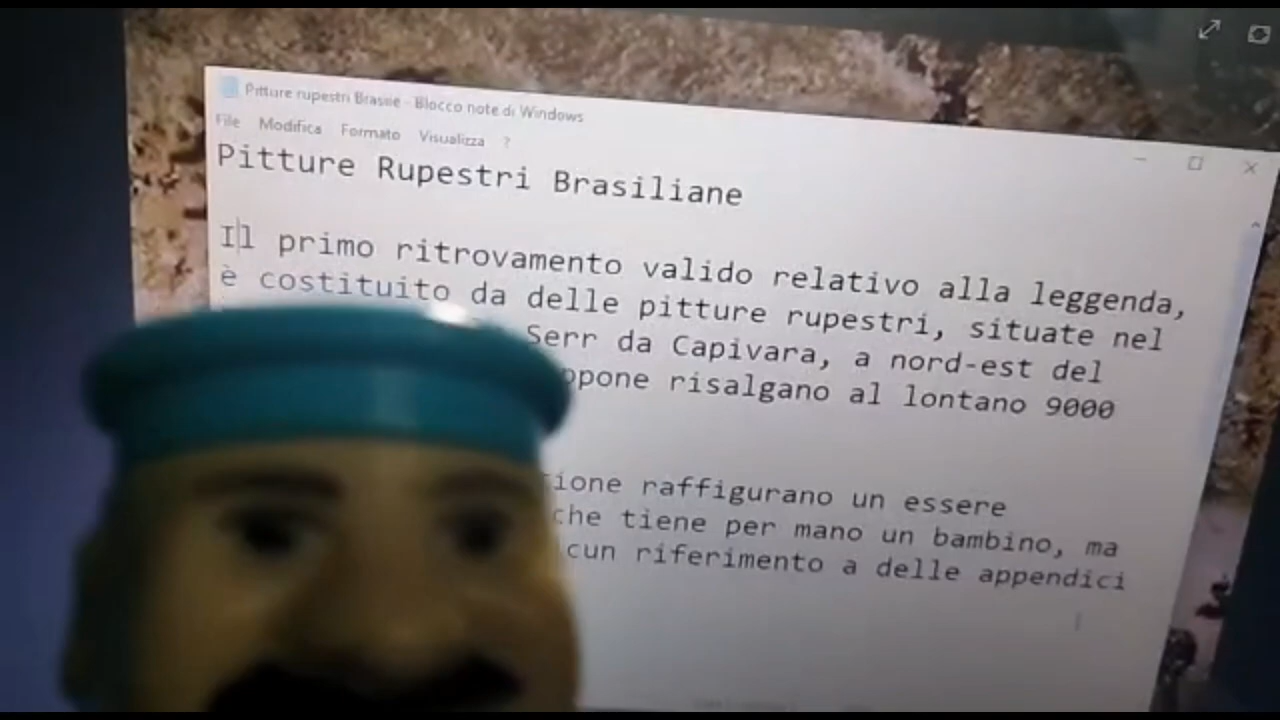 Pitture rupestri Brasile - Blocco note di Windows
File Modifica Formato Visualizza ?
Pitture Rupestri Brasiliane
Il primo ritrovamento valido relativo alla leggenda,
è costituito da delle pitture rupestri, situate nel
Serr da Capivara, a nord-est del
ppone risalgano al lontano 9000
ione raffigurano un essere
che tiene per mano un bambino, ma
cun riferimento a delle appendici